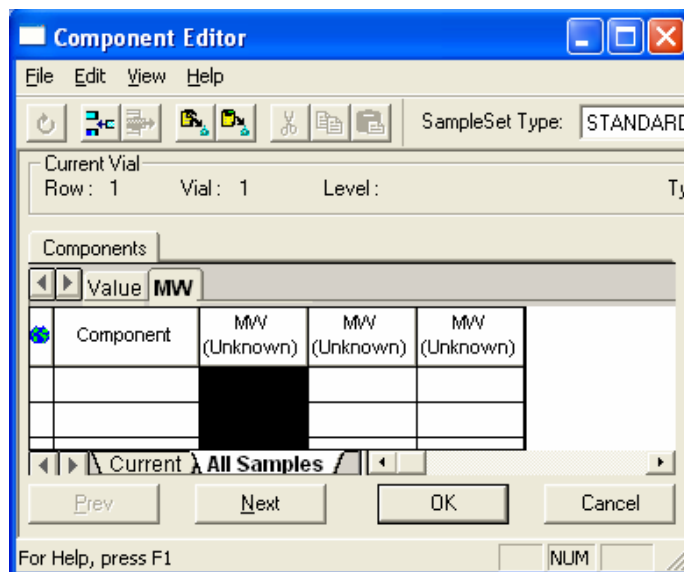 Component Editor
File Edit View Help
SampleSet Type: STANDARD
Current Vial
Row : 1 Vial : 1 Level :
Components
Value MW
Component MW (Unknown) MW (Unknown) MW (Unknown)
Current All Samples
Prev Next OK Cancel
For Help, press F1 NUM